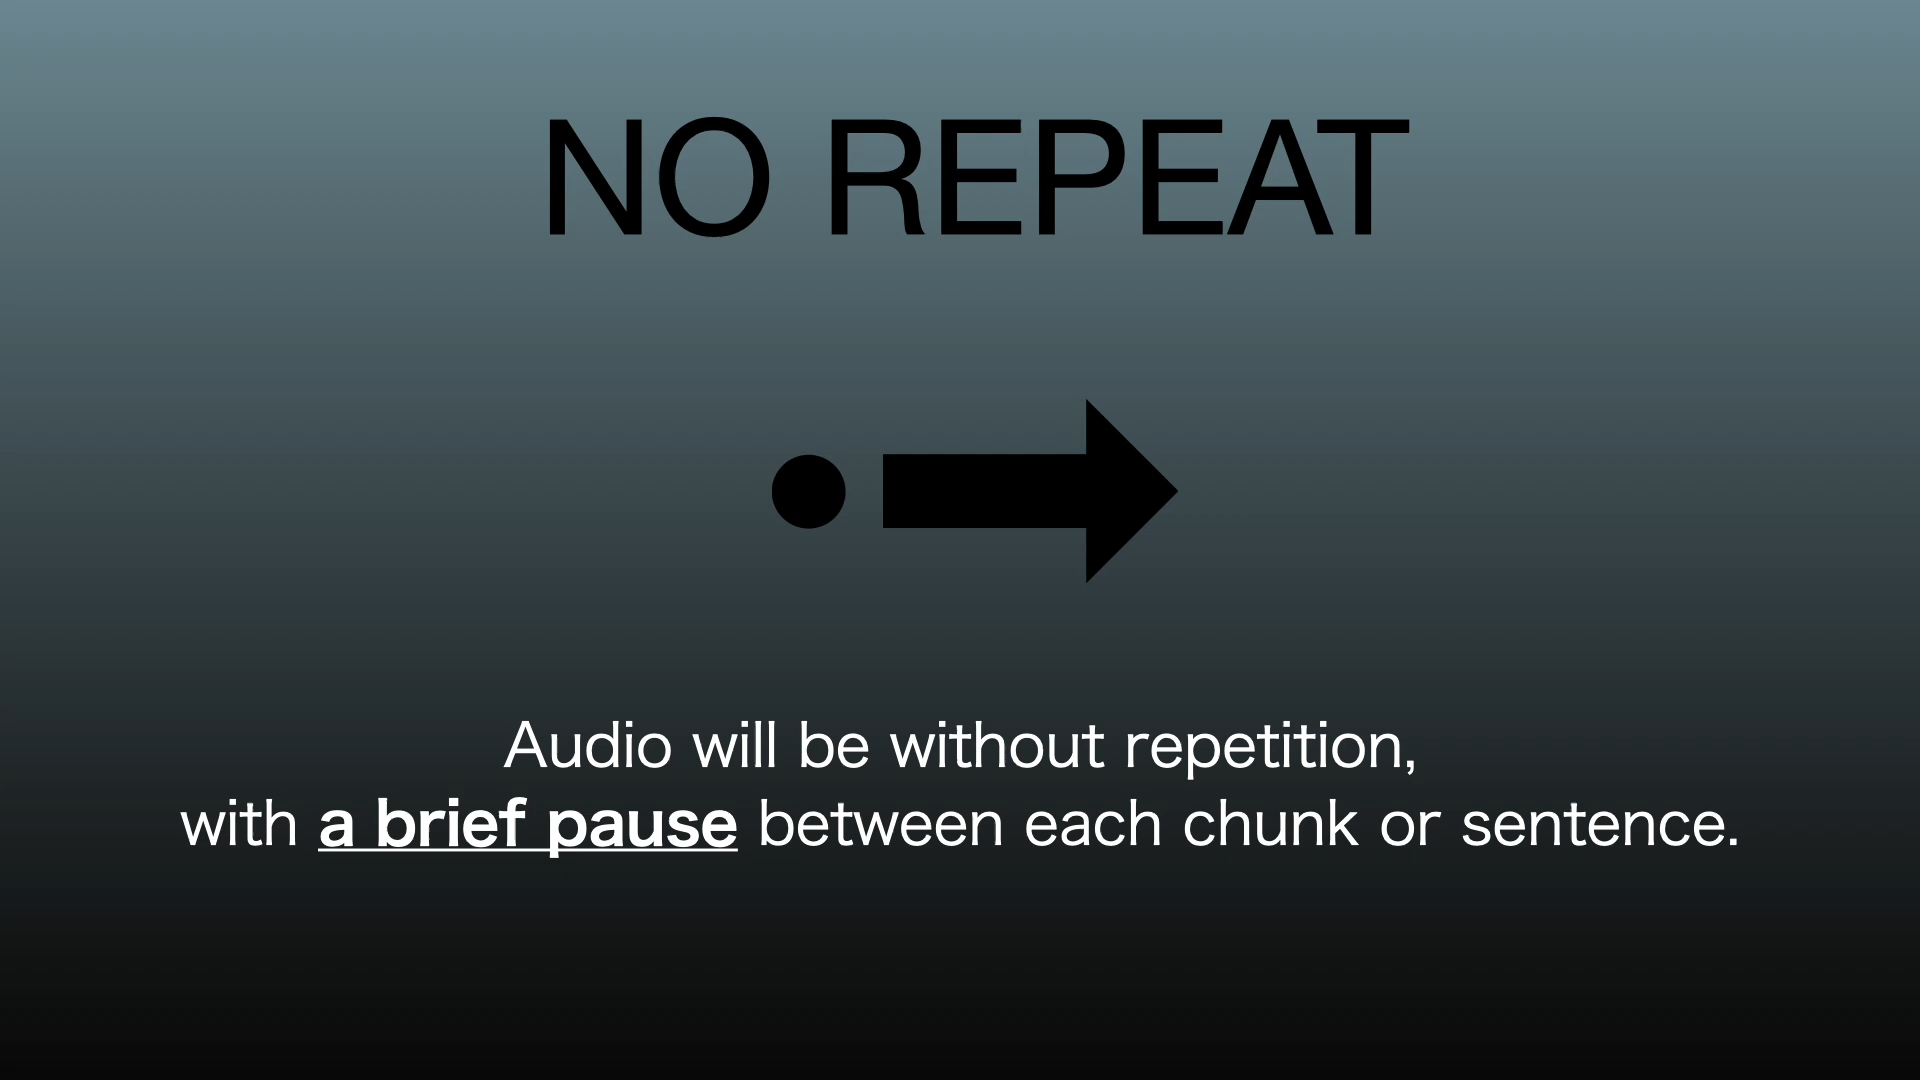 NO REPEAT
Audio will be without repetition,
with a brief pause between each chunk or sentence.